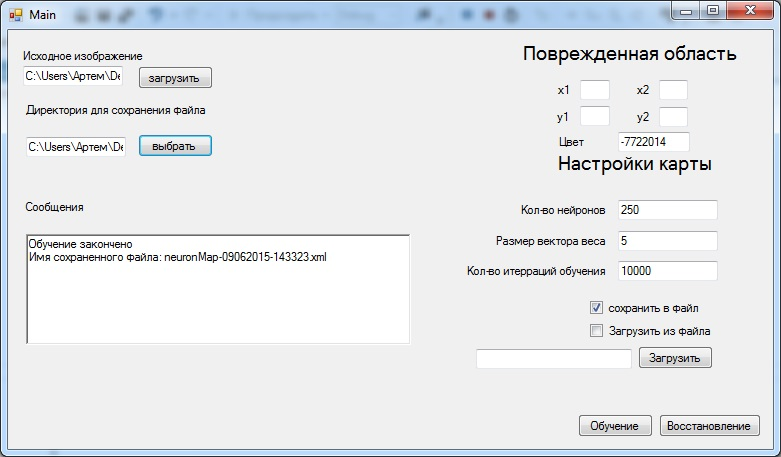 Main
Исходное изображение
C:\Users\Артем\De
загрузить
Директория для сохранения файла
C:\Users\Артем\De
выбрать
Сообщения
Обучение закончено
Имя сохраненного файла: neuronMap-09062015-143323.xml
Поврежденная область
x1 x2
y1 y2
Цвет -7722014
Настройки карты
Кол-во нейронов 250
Размер вектора веса 5
Кол-во итерраций обучения 10000
сохранить в файл
Загрузить из файла
Загрузить
Обучение Восстановление